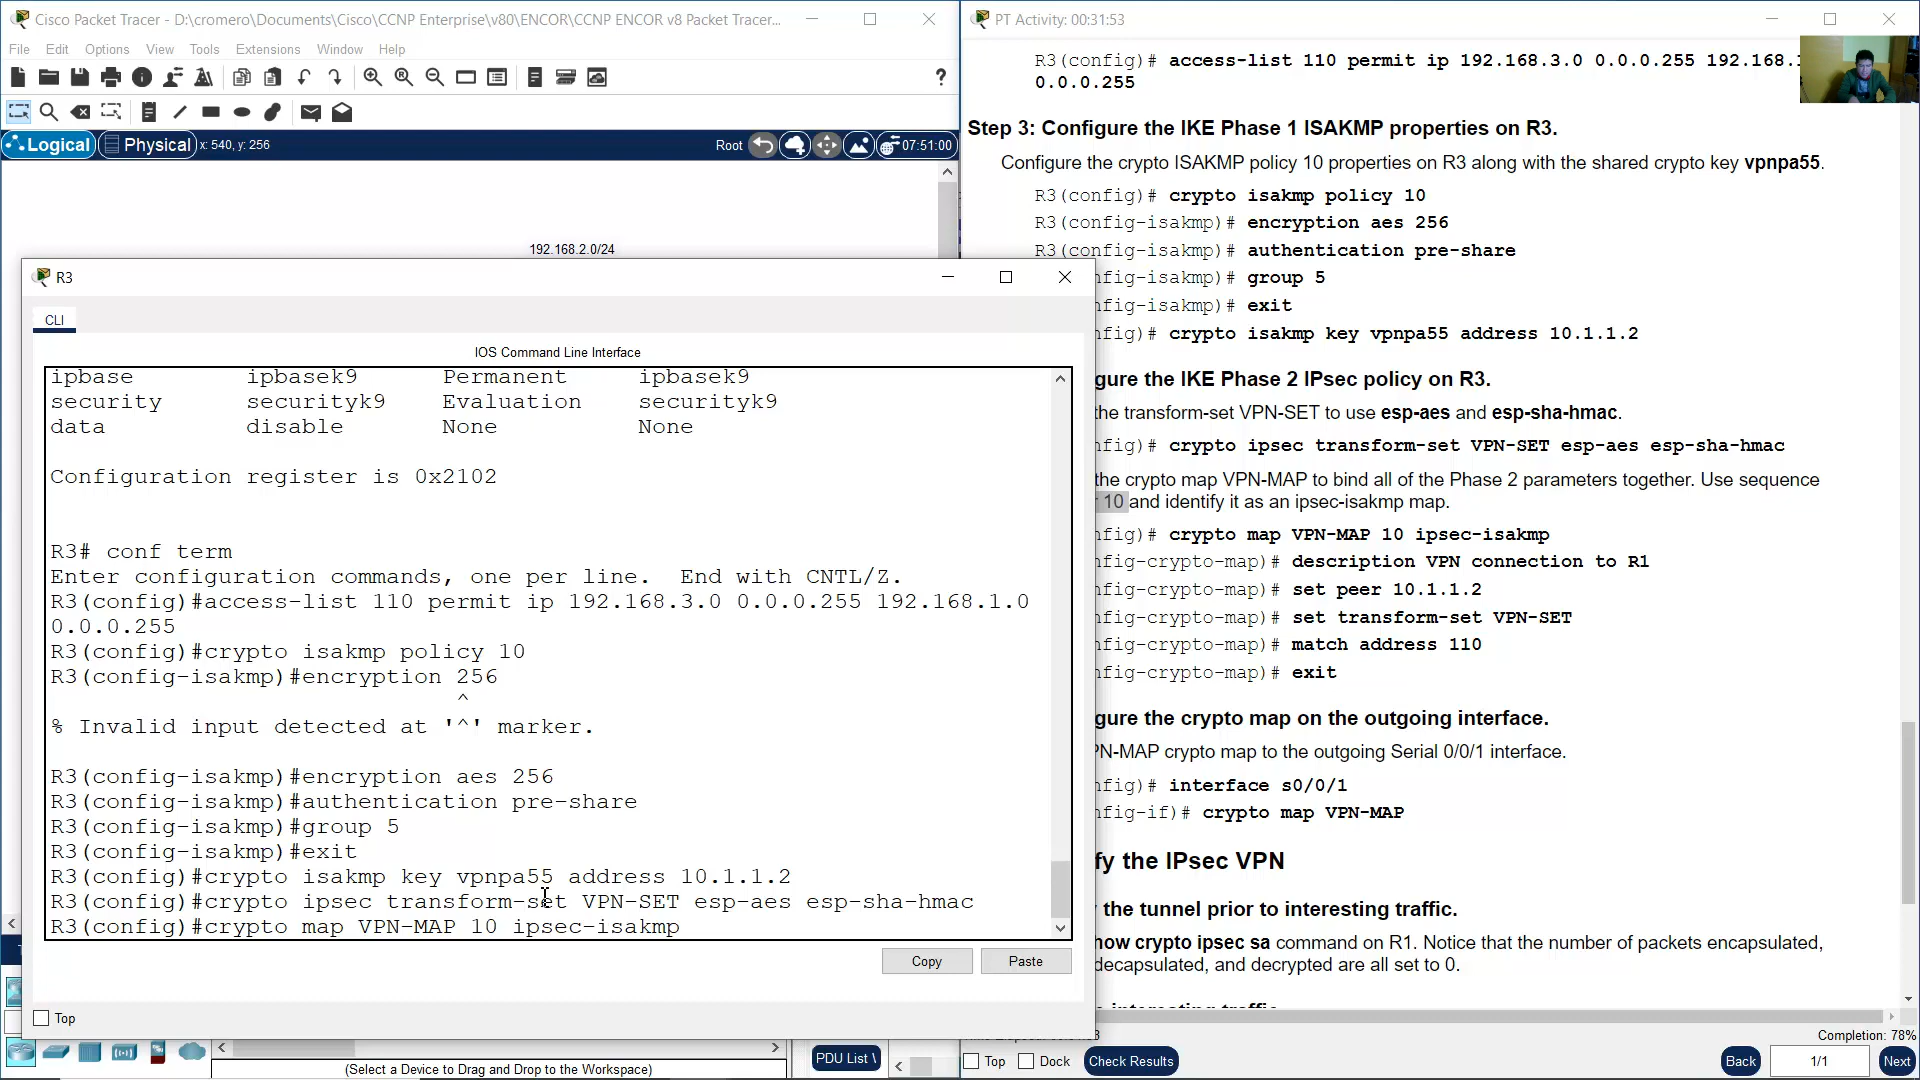 Cisco Packet Tracer - D:\cromero\Documents\Cisco\CCNP Enterprise\v80\ENCOR\CCNP ENCOR v8 Packet Tracer...
File Edit Options View Tools Extensions Window Help
?
Logical Physical x: 540, y: 256 Root 07:51:00
192.168.2.0/24
R3
CLI
IOS Command Line Interface
ipbase ipbasek9 Permanent ipbasek9
security securityk9 Evaluation securityk9
data disable None None
Configuration register is 0x2102
R3# conf term
Enter configuration commands, one per line. End with CNTL/Z.
R3(config)#access-list 110 permit ip 192.168.3.0 0.0.0.255 192.168.1.0
0.0.0.255
R3(config)#crypto isakmp policy 10
R3(config-isakmp)#encryption 256
^
% Invalid input detected at '^' marker.
R3(config-isakmp)#encryption aes 256
R3(config-isakmp)#authentication pre-share
R3(config-isakmp)#group 5
R3(config-isakmp)#exit
R3(config)#crypto isakmp key vpnpa55 address 10.1.1.2
R3(config)#crypto ipsec transform-set VPN-SET esp-aes esp-sha-hmac
R3(config)#crypto map VPN-MAP 10 ipsec-isakmp
Copy Paste
Top
PDU List \
(Select a Device to Drag and Drop to the Workspace)
PT Activity: 00:31:53
R3(config)# access-list 110 permit ip 192.168.3.0 0.0.0.255 192.168.
0.0.0.255
Step 3: Configure the IKE Phase 1 ISAKMP properties on R3.
Configure the crypto ISAKMP policy 10 properties on R3 along with the shared crypto key vpnpa55.
R3(config)# crypto isakmp policy 10
R3(config-isakmp)# encryption aes 256
R3(config-isakmp)# authentication pre-share
nfig-isakmp)# group 5
nfig-isakmp)# exit
nfig)# crypto isakmp key vpnpa55 address 10.1.1.2
gure the IKE Phase 2 IPsec policy on R3.
the transform-set VPN-SET to use esp-aes and esp-sha-hmac.
nfig)# crypto ipsec transform-set VPN-SET esp-aes esp-sha-hmac
the crypto map VPN-MAP to bind all of the Phase 2 parameters together. Use sequence
10 and identify it as an ipsec-isakmp map.
nfig)# crypto map VPN-MAP 10 ipsec-isakmp
nfig-crypto-map)# description VPN connection to R1
nfig-crypto-map)# set peer 10.1.1.2
nfig-crypto-map)# set transform-set VPN-SET
nfig-crypto-map)# match address 110
nfig-crypto-map)# exit
gure the crypto map on the outgoing interface.
PN-MAP crypto map to the outgoing Serial 0/0/1 interface.
nfig)# interface s0/0/1
nfig-if)# crypto map VPN-MAP
fy the IPsec VPN
the tunnel prior to interesting traffic.
how crypto ipsec sa command on R1. Notice that the number of packets encapsulated,
decapsulated, and decrypted are all set to 0.
Completion: 78%
Top Dock Check Results Back 1/1 Next